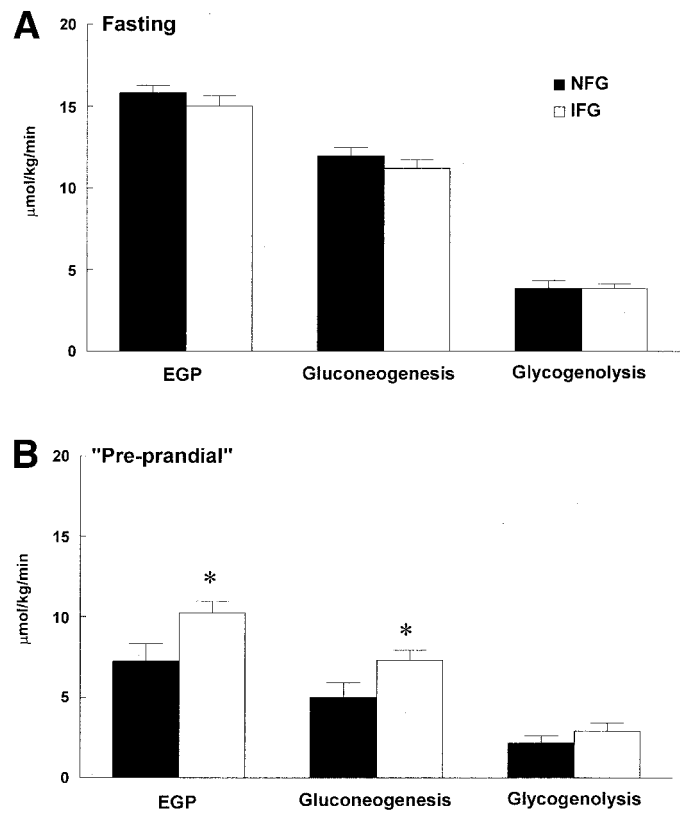 A
Fasting
20
15
10
5
0
μmol/kg/min
NFG
IFG
EGP
Gluconeogenesis
Glycogenolysis
B
"Pre-prandial"
20
15
10
5
0
μmol/kg/min
*
*
EGP
Gluconeogenesis
Glycogenolysis